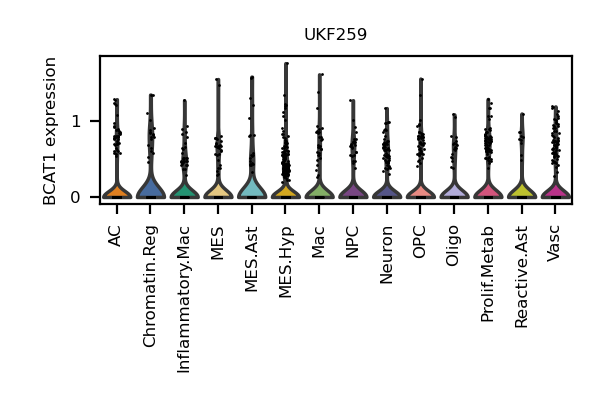 UKF259
BCAT1 expression
1
0
AC
Chromatin.Reg
Inflammatory.Mac
MES
MES.Ast
MES.Hyp
Mac
NPC
Neuron
OPC
Oligo
Prolif.Metab
Reactive.Ast
Vasc